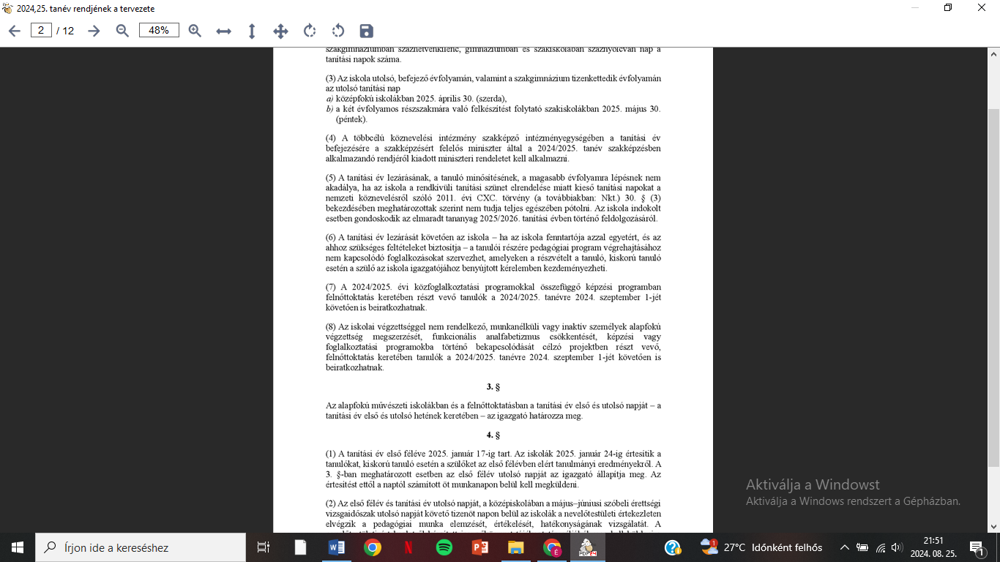 2024,25. tanév rendjének a tervezete
2 / 12
48%
szakgimnáziumban százhetvenkilenc, gimnáziumban és szakiskolában száznyolcvan nap a
tanítási napok száma.
(3) Az iskola utolsó, befejező évfolyamán, valamint a szakgimnázium tizenkettedik évfolyamán
az utolsó tanítási nap
a) középfokú iskolákban 2025. április 30. (szerda),
b) a két évfolyamos részszakmára való felkészítést folytató szakiskolákban 2025. május 30.
(péntek).
(4) A többcélú köznevelési intézmény szakképző intézményegységében a tanítási év
befejezésére a szakképzésért felelős miniszter által a 2024/2025. tanév szakképzésben
alkalmazandó rendjéről kiadott miniszteri rendeletet kell alkalmazni.
(5) A tanítási év lezárásának, a tanuló minősítésének, a magasabb évfolyamra lépésnek nem
akadálya, ha az iskola a rendkívüli tanítási szünet elrendelése miatt kieső tanítási napokat a
nemzeti köznevelésről szóló 2011. évi CXC. törvény (a továbbiakban: Nkt.) 30. § (3)
bekezdésében meghatározottak szerint nem tudja teljes egészében pótolni. Az iskola indokolt
esetben gondoskodik az elmaradt tananyag 2025/2026. tanítási évben történő feldolgozásáról.
(6) A tanítási év lezárását követően az iskola – ha az iskola fenntartója azzal egyetért, és az
ahhoz szükséges feltételeket biztosítja – a tanulói részére pedagógiai program végrehajtásához
nem kapcsolódó foglalkozásokat szervezhet, amelyeken a részvételt a tanuló, kiskorú tanuló
esetén a szülő az iskola igazgatójához benyújtott kérelemben kezdeményezheti.
(7) A 2024/2025. évi közfoglalkoztatási programokkal összefüggő képzési programban
felnőttoktatás keretében részt vevő tanulók a 2024/2025. tanévre 2024. szeptember 1-jét
követően is beiratkozhatnak.
(8) Az iskolai végzettséggel nem rendelkező, munkanélküli vagy inaktív személyek alapfokú
végzettség megszerzését, funkcionális analfabetizmus csökkentését, képzési vagy
foglalkoztatási programokba történő bekapcsolódását célzó projektben részt vevő,
felnőttoktatás keretében tanulók a 2024/2025. tanévre 2024. szeptember 1-jét követően is
beiratkozhatnak.
3. §
Az alapfokú művészeti iskolákban és a felnőttoktatásban a tanítási év első és utolsó napját – a
tanítási év első és utolsó hetének keretében – az igazgató határozza meg.
4. §
(1) A tanítási év első féléve 2025. január 17-ig tart. Az iskolák 2025. január 24-ig értesítik a
tanulókat, kiskorú tanuló esetén a szülőket az első félévben elért tanulmányi eredményekről. A
3. §-ban meghatározott esetben az első félév utolsó napját az igazgató állapítja meg. Az
értesítést ettől a naptól számított öt munkanapon belül kell megküldeni.
(2) Az első félév és tanítási év utolsó napját, a középiskolában a május–júniusi szóbeli érettségi
vizsgaidőszak utolsó napját követő tizenöt napon belül az iskolák a nevelőtestületi értekezleten
elvégzik a pedagógiai munka elemzését, értékelését, hatékonyságának vizsgálatát. A
Aktiválja a Windowst
Aktiválja a Windows rendszert a Gépházban.
Írjon ide a kereséshez
27°C Időnként felhős
21:51
2024. 08. 25.